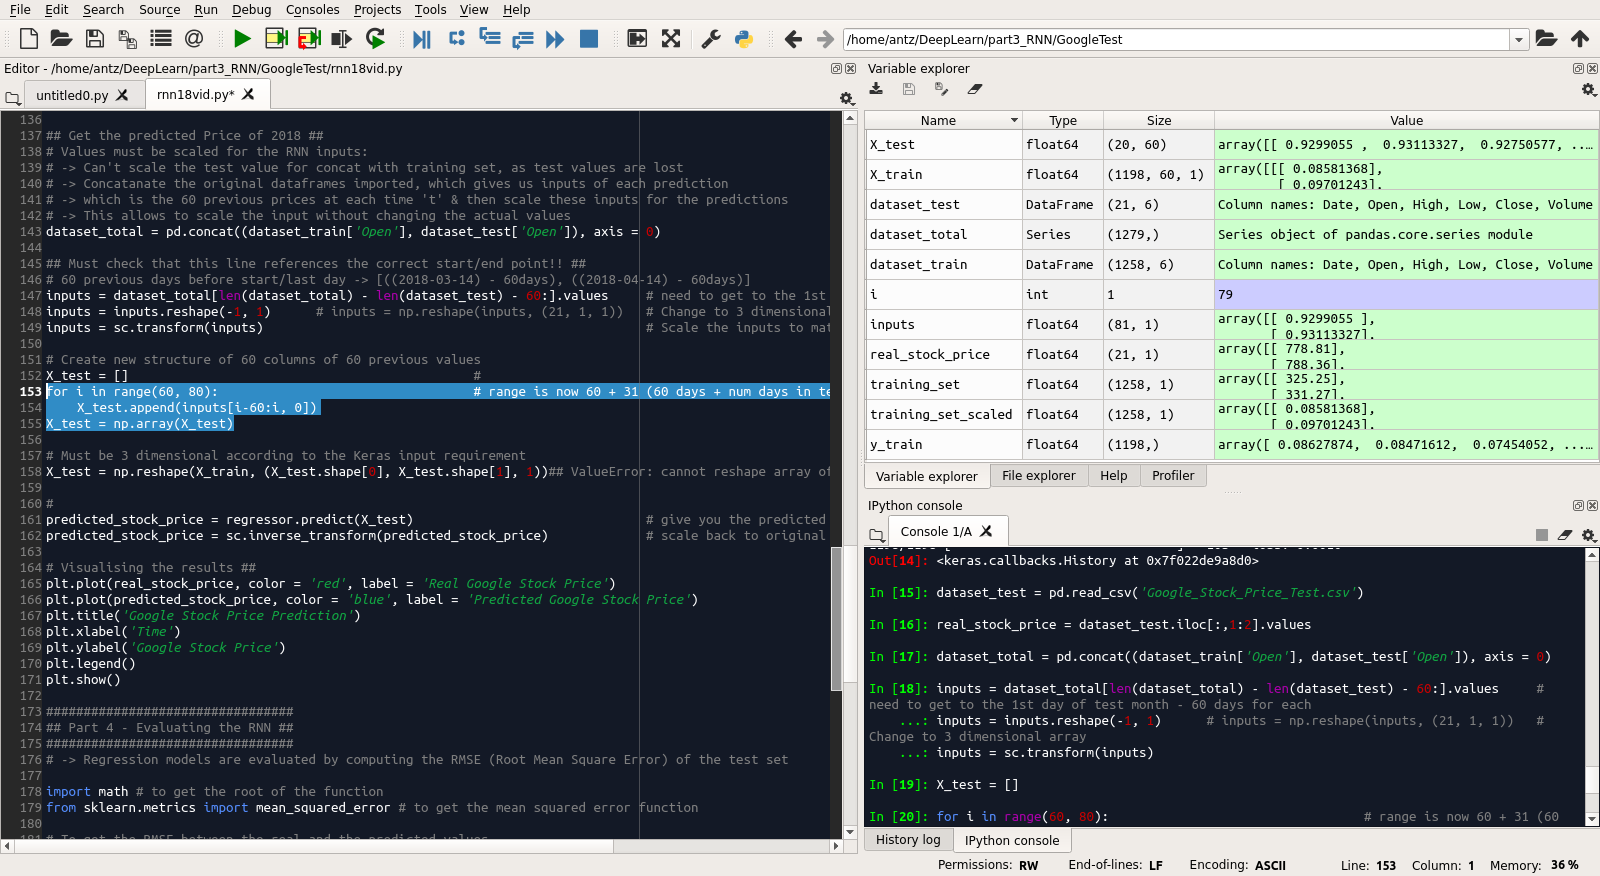 File Edit Search Source Run Debug Consoles Projects Tools View Help
/home/antz/DeepLearn/part3_RNN/GoogleTest
Editor - /home/antz/DeepLearn/part3_RNN/GoogleTest/rnn18vid.py
untitled0.py rnn18vid.py*
136
137 ## Get the predicted Price of 2018 ##
138 # Values must be scaled for the RNN inputs:
139 # -> Can't scale the test value for concat with training set, as test values are lost
140 # -> Concatanate the original dataframes imported, which gives us inputs of each prediction
141 # -> which is the 60 previous prices at each time 't' & then scale these inputs for the predictions
142 # -> This allows to scale the input without changing the actual values
143 dataset_total = pd.concat((dataset_train['Open'], dataset_test['Open']), axis = 0)
144
145 ## Must check that this line references the correct start/end point!! ##
146 # 60 previous days before start/last day -> [((2018-03-14) - 60days), ((2018-04-14) - 60days)]
147 inputs = dataset_total[len(dataset_total) - len(dataset_test) - 60:].values # need to get to the 1st
148 inputs = inputs.reshape(-1, 1) # inputs = np.reshape(inputs, (21, 1, 1)) # Change to 3 dimensional
149 inputs = sc.transform(inputs) # Scale the inputs to mat
150
151 # Create new structure of 60 columns of 60 previous values
152 X_test = [] #
153 for i in range(60, 80): # range is now 60 + 31 (60 days + num days in te
154 X_test.append(inputs[i-60:i, 0])
155 X_test = np.array(X_test)
156
157 # Must be 3 dimensional according to the Keras input requirement
158 X_test = np.reshape(X_train, (X_test.shape[0], X_test.shape[1], 1))## ValueError: cannot reshape array of
159
160 #
161 predicted_stock_price = regressor.predict(X_test) # give you the predicted
162 predicted_stock_price = sc.inverse_transform(predicted_stock_price) # scale back to original
163
164 # Visualising the results ##
165 plt.plot(real_stock_price, color = 'red', label = 'Real Google Stock Price')
166 plt.plot(predicted_stock_price, color = 'blue', label = 'Predicted Google Stock Price')
167 plt.title('Google Stock Price Prediction')
168 plt.xlabel('Time')
169 plt.ylabel('Google Stock Price')
170 plt.legend()
171 plt.show()
172
173 #################################
174 ## Part 4 - Evaluating the RNN ##
175 #################################
176 # -> Regression models are evaluated by computing the RMSE (Root Mean Square Error) of the test set
177
178 import math # to get the root of the function
179 from sklearn.metrics import mean_squared_error # to get the mean squared error function
180
181 # To get the RMSE between the real and the predicted values
Variable explorer
Name Type Size Value
X_test float64 (20, 60) array([[ 0.9299055 , 0.93113327, 0.92750577, ...…
X_train float64 (1198, 60, 1) array([[[ 0.08581368],
[ 0.09701243],
dataset_test DataFrame (21, 6) Column names: Date, Open, High, Low, Close, Volume
dataset_total Series (1279,) Series object of pandas.core.series module
dataset_train DataFrame (1258, 6) Column names: Date, Open, High, Low, Close, Volume
i int 1 79
inputs float64 (81, 1) array([[ 0.9299055 ],
[ 0.93113327],
real_stock_price float64 (21, 1) array([[ 778.81],
[ 788.36],
training_set float64 (1258, 1) array([[ 325.25],
[ 331.27],
training_set_scaled float64 (1258, 1) array([[ 0.08581368],
[ 0.09701243],
y_train float64 (1198,) array([ 0.08627874, 0.08471612, 0.07454052, ...…
Variable explorer File explorer Help Profiler
IPython console
Console 1/A
Out[14]: <keras.callbacks.History at 0x7f022de9a8d0>
In [15]: dataset_test = pd.read_csv('Google_Stock_Price_Test.csv')
In [16]: real_stock_price = dataset_test.iloc[:,1:2].values
In [17]: dataset_total = pd.concat((dataset_train['Open'], dataset_test['Open']), axis = 0)
In [18]: inputs = dataset_total[len(dataset_total) - len(dataset_test) - 60:].values #
need to get to the 1st day of test month - 60 days for each
...: inputs = inputs.reshape(-1, 1) # inputs = np.reshape(inputs, (21, 1, 1)) #
Change to 3 dimensional array
...: inputs = sc.transform(inputs)
In [19]: X_test = []
In [20]: for i in range(60, 80): # range is now 60 + 31 (60
History log IPython console
Permissions: RW End-of-lines: LF Encoding: ASCII Line: 153 Column: 1 Memory: 36 %